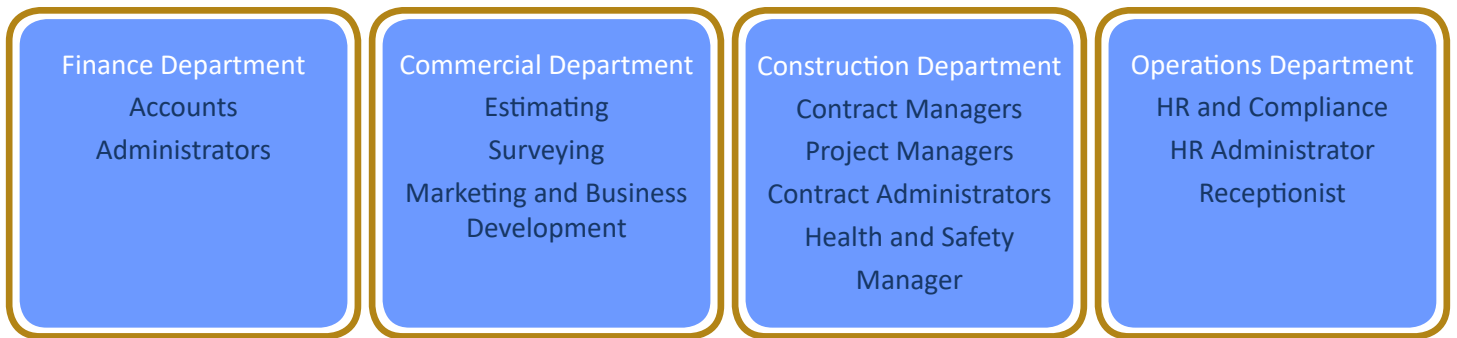 Finance Department
Accounts
Administrators
Commercial Department
Estimating
Surveying
Marketing and Business
Development
Construction Department
Contract Managers
Project Managers
Contract Administrators
Health and Safety
Manager
Operations Department
HR and Compliance
HR Administrator
Receptionist